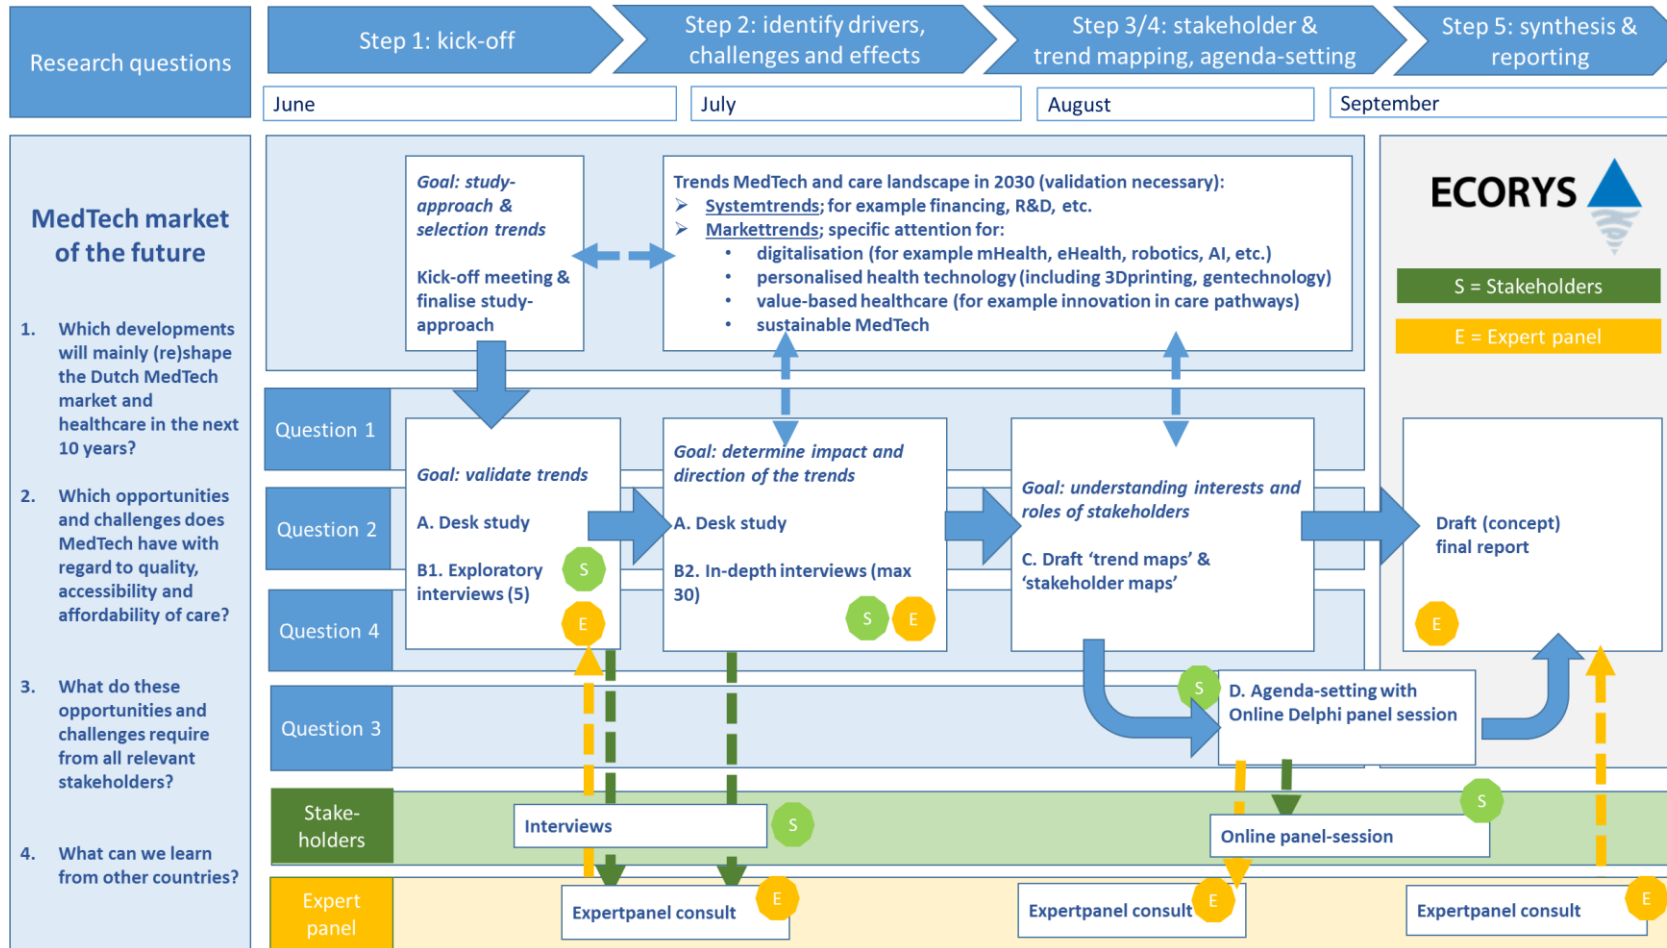 Research questions
Step 1: kick-off
Step 2: identify drivers,
challenges and effects
Step 3/4: stakeholder &
trend mapping, agenda-setting
Step 5: synthesis &
reporting
June
July
August
September
MedTech market
of the future
1. Which developments
will mainly (re)shape
the Dutch MedTech
market and
healthcare in the next
10 years?
2. Which opportunities
and challenges does
MedTech have with
regard to quality,
accessibility and
affordability of care?
3. What do these
opportunities and
challenges require
from all relevant
stakeholders?
4. What can we learn
from other countries?
Goal: study-
approach &
selection trends
Kick-off meeting &
finalise study-
approach
Trends MedTech and care landscape in 2030 (validation necessary):
➢ Systemtrends; for example financing, R&D, etc.
➢ Markettrends; specific attention for:
• digitalisation (for example mHealth, eHealth, robotics, AI, etc.)
• personalised health technology (including 3Dprinting, gentechnology)
• value-based healthcare (for example innovation in care pathways)
• sustainable MedTech
ECORYS
S = Stakeholders
E = Expert panel
Question 1
Question 2
Question 4
Question 3
Goal: validate trends
A. Desk study
B1. Exploratory
interviews (5)
S
E
Goal: determine impact and
direction of the trends
A. Desk study
B2. In-depth interviews (max
30)
S
E
Goal: understanding interests and
roles of stakeholders
C. Draft ‘trend maps’ &
‘stakeholder maps’
Draft (concept)
final report
E
S
D. Agenda-setting with
Online Delphi panel session
Stake-
holders
Interviews
S
Online panel-session
S
Expert
panel
Expertpanel consult
E
Expertpanel consult
E
Expertpanel consult
E